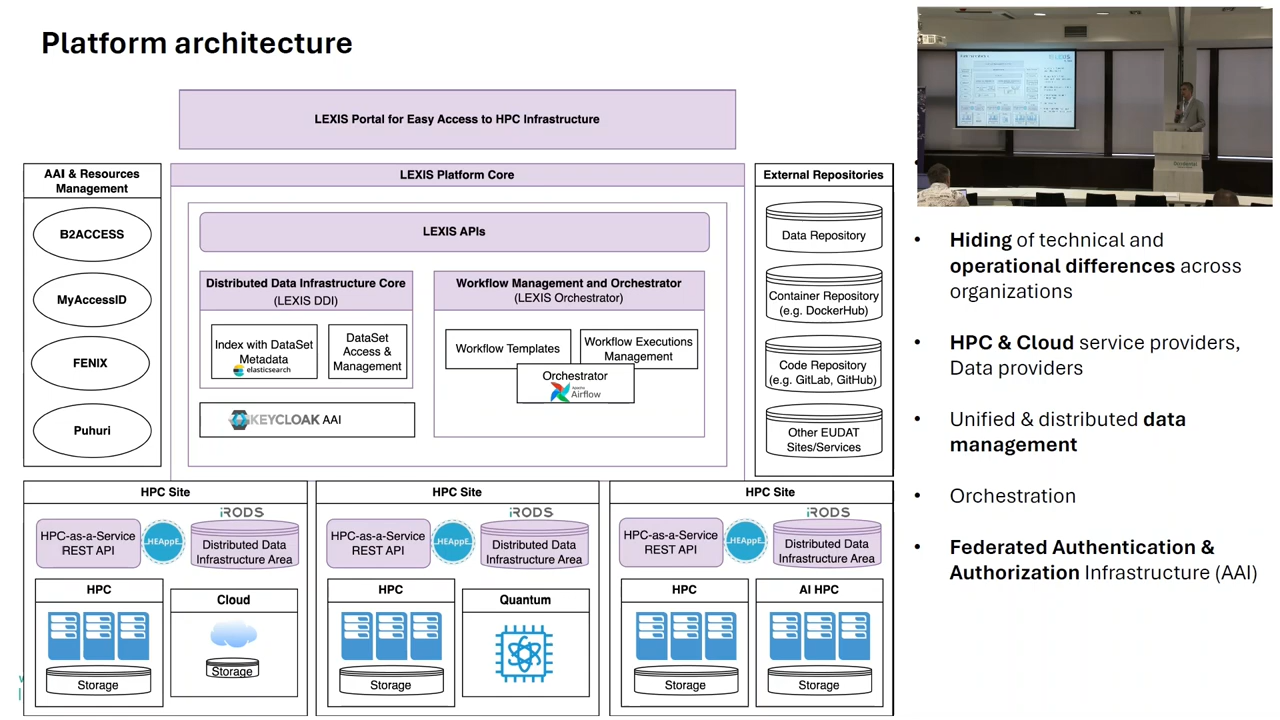 Platform architecture
LEXIS Portal for Easy Access to HPC Infrastructure
AAI & Resources
Management
B2ACCESS
MyAccessID
FENIX
Puhuri
LEXIS Platform Core
LEXIS APIs
Distributed Data Infrastructure Core
(LEXIS DDI)
Index with DataSet
Metadata
elasticsearch
DataSet
Access &
Management
KEYCLOAK AAI
Workflow Management and Orchestrator
(LEXIS Orchestrator)
Workflow Templates
Workflow Executions
Management
Orchestrator
Apache
Airflow
External Repositories
Data Repository
Container Repository
(e.g. DockerHub)
Code Repository
(e.g. GitLab, GitHub)
Other EUDAT
Sites/Services
HPC Site
iRODS
HPC-as-a-Service
REST API
HEAppE
Distributed Data
Infrastructure Area
HPC
Storage
Cloud
Storage
HPC Site
iRODS
HPC-as-a-Service
REST API
HEAppE
Distributed Data
Infrastructure Area
HPC
Storage
Quantum
HPC Site
iRODS
HPC-as-a-Service
REST API
HEAppE
Distributed Data
Infrastructure Area
HPC
Storage
AI HPC
Storage
• Hiding of technical and
operational differences across
organizations
• HPC & Cloud service providers,
Data providers
• Unified & distributed data
management
• Orchestration
• Federated Authentication &
Authorization Infrastructure (AAI)